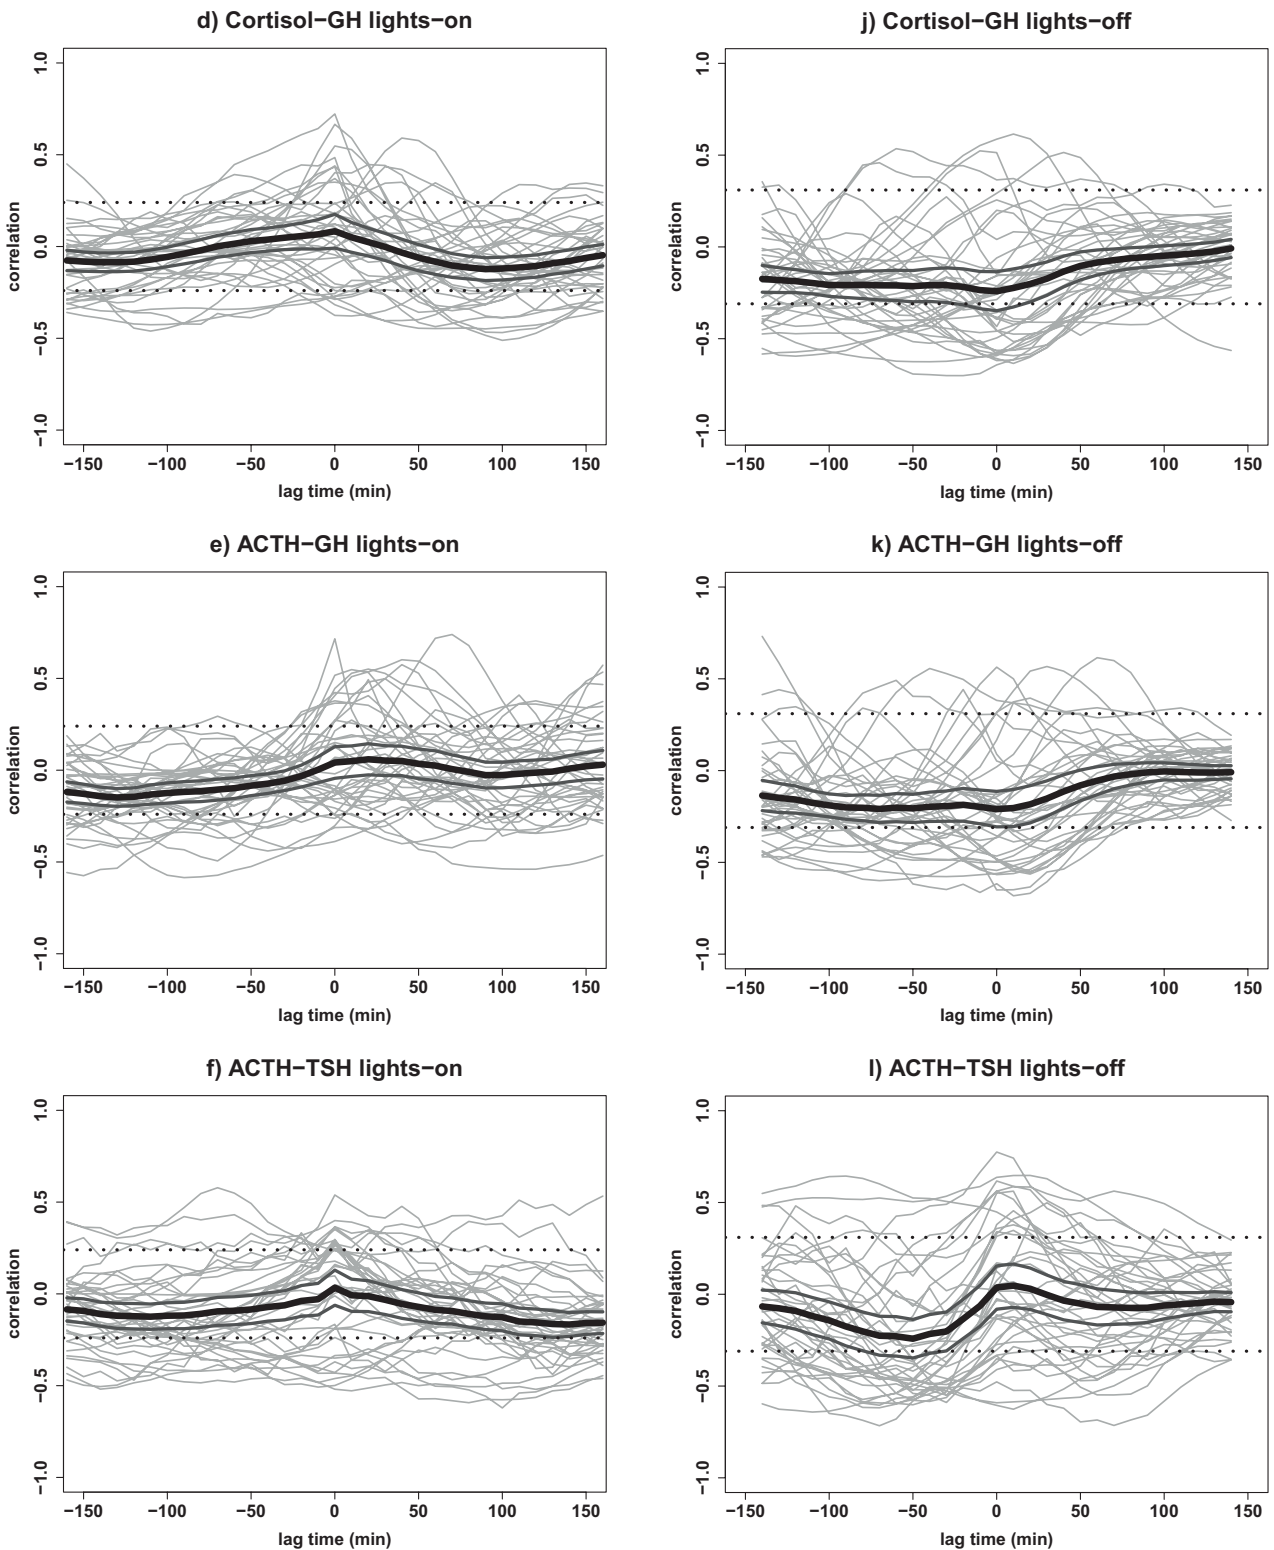 d) Cortisol−GH lights−on
correlation
1.0
0.5
0.0
−0.5
−1.0
−150 −100 −50 0 50 100 150
lag time (min)
j) Cortisol−GH lights−off
correlation
1.0
0.5
0.0
−0.5
−1.0
−150 −100 −50 0 50 100 150
lag time (min)
e) ACTH−GH lights−on
correlation
1.0
0.5
0.0
−0.5
−1.0
−150 −100 −50 0 50 100 150
lag time (min)
k) ACTH−GH lights−off
correlation
1.0
0.5
0.0
−0.5
−1.0
−150 −100 −50 0 50 100 150
lag time (min)
f) ACTH−TSH lights−on
correlation
1.0
0.5
0.0
−0.5
−1.0
−150 −100 −50 0 50 100 150
lag time (min)
l) ACTH−TSH lights−off
correlation
1.0
0.5
0.0
−0.5
−1.0
−150 −100 −50 0 50 100 150
lag time (min)